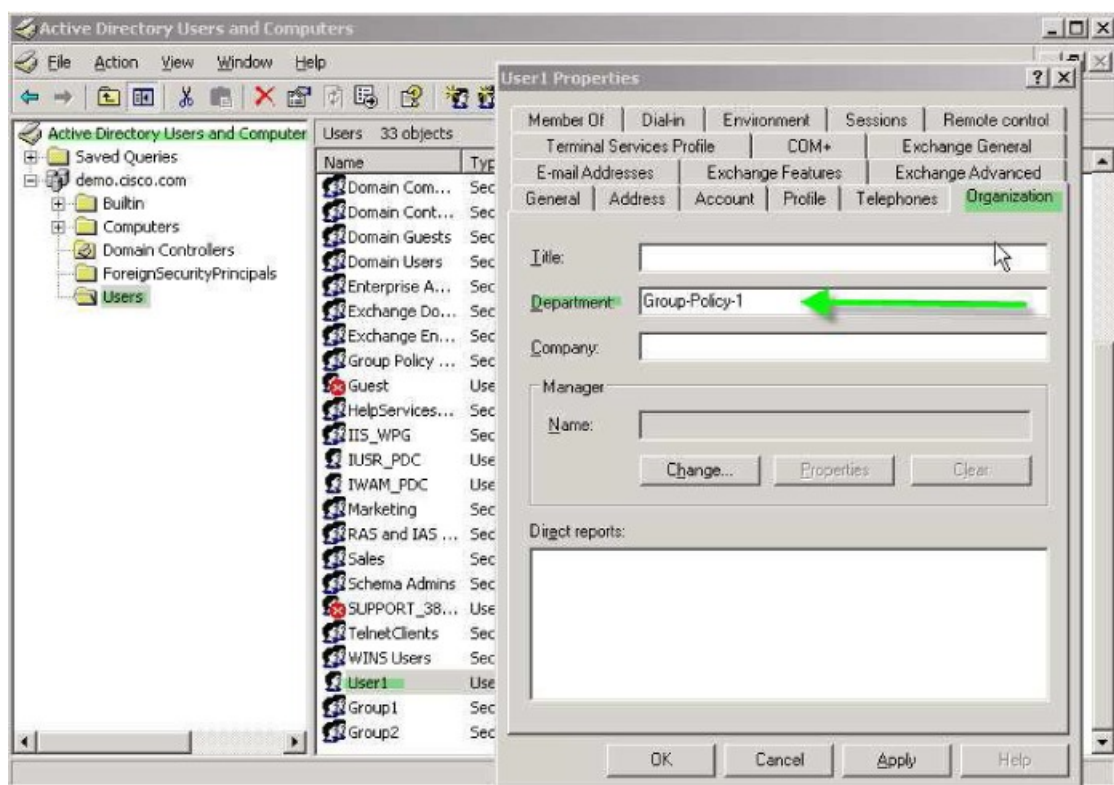 Active Directory Users and Computers
File Action View Window Help
Active Directory Users and Computer
Saved Queries
demo.cisco.com
Builtin
Computers
Domain Controllers
ForeignSecurityPrincipals
Users
Users 33 objects
Name Typ
Domain Com... Sec
Domain Cont... Sec
Domain Guests Sec
Domain Users Sec
Enterprise A... Sec
Exchange Do... Sec
Exchange En... Sec
Group Policy ... Sec
Guest Use
HelpServices... Sec
IIS_WPG Sec
IUSR_PDC Use
IWAM_PDC Use
Marketing Sec
RAS and IAS ... Sec
Sales Sec
Schema Admins Sec
SUPPORT_38... Use
TelnetClients Sec
WINS Users Sec
User1 Use
Group1 Sec
Group2 Sec
User1 Properties
Member Of Dial-in Environment Sessions Remote control
Terminal Services Profile COM+ Exchange General
E-mail Addresses Exchange Features Exchange Advanced
General Address Account Profile Telephones Organization
Title:
Department: Group-Policy-1
Company:
Manager
Name:
Change... Properties Clear
Direct reports:
OK Cancel Apply Help